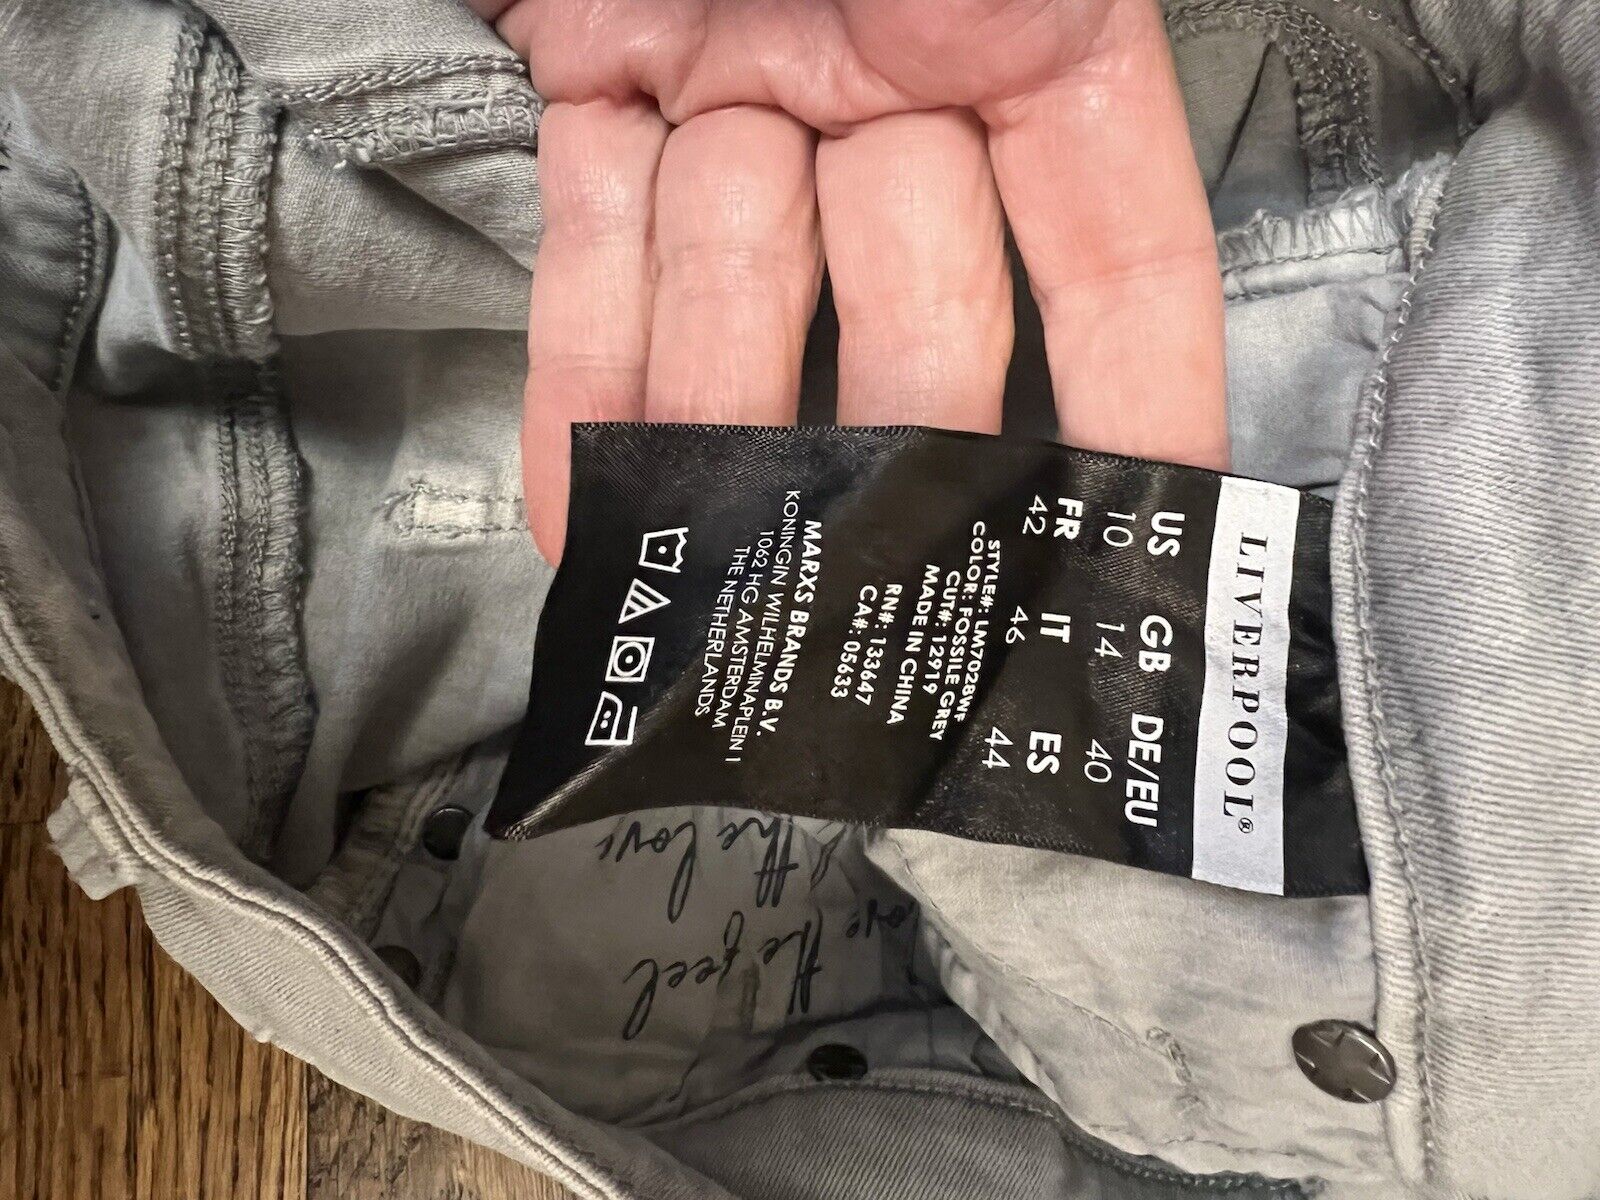 LIVERPOOL®
US GB DE/EU
10 14 40
FR IT ES
42 46 44
STYLE#: LM7028WF
COLOR: FOSSILE GREY
CUT#: 12919
MADE IN CHINA
RN#: 133647
CA#: 05633
MARXS BRANDS B.V.
KONINGIN WILHELMINAPLEIN 1
1062 HG AMSTERDAM
THE NETHERLANDS
love the
the feel
the love